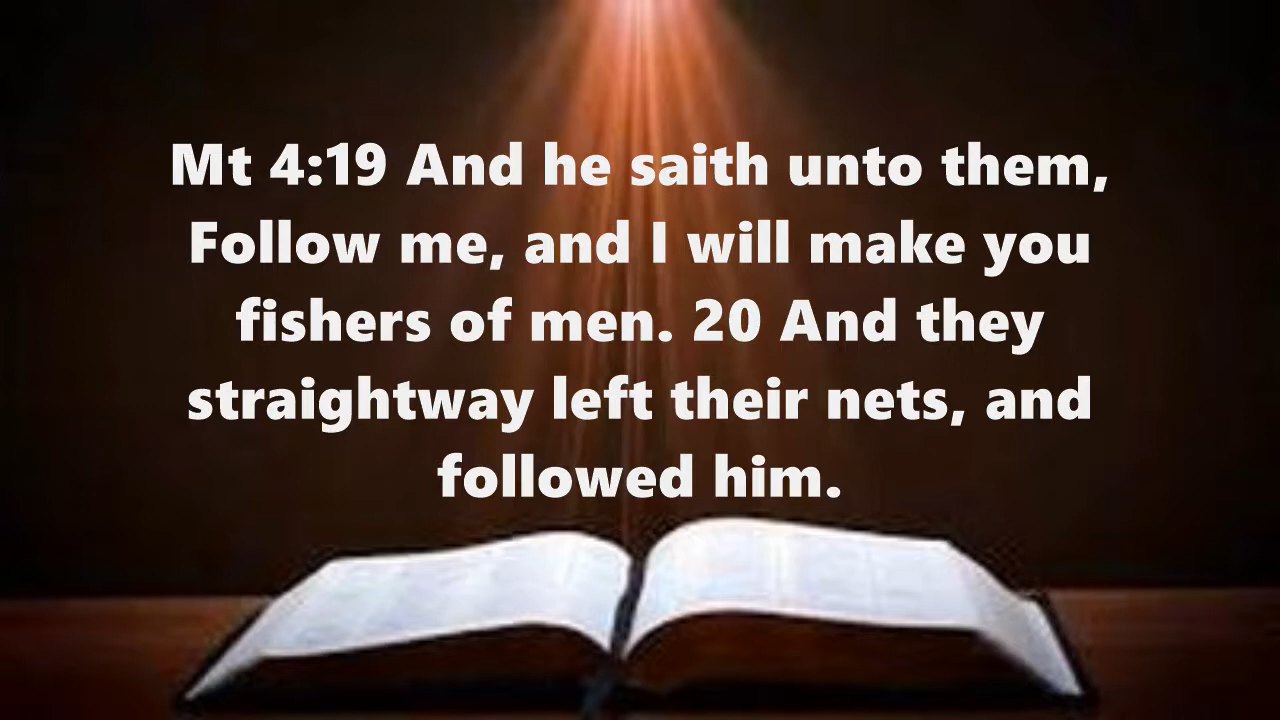 Mt 4:19 And he saith unto them,
Follow me, and I will make you
fishers of men. 20 And they
straightway left their nets, and
followed him.